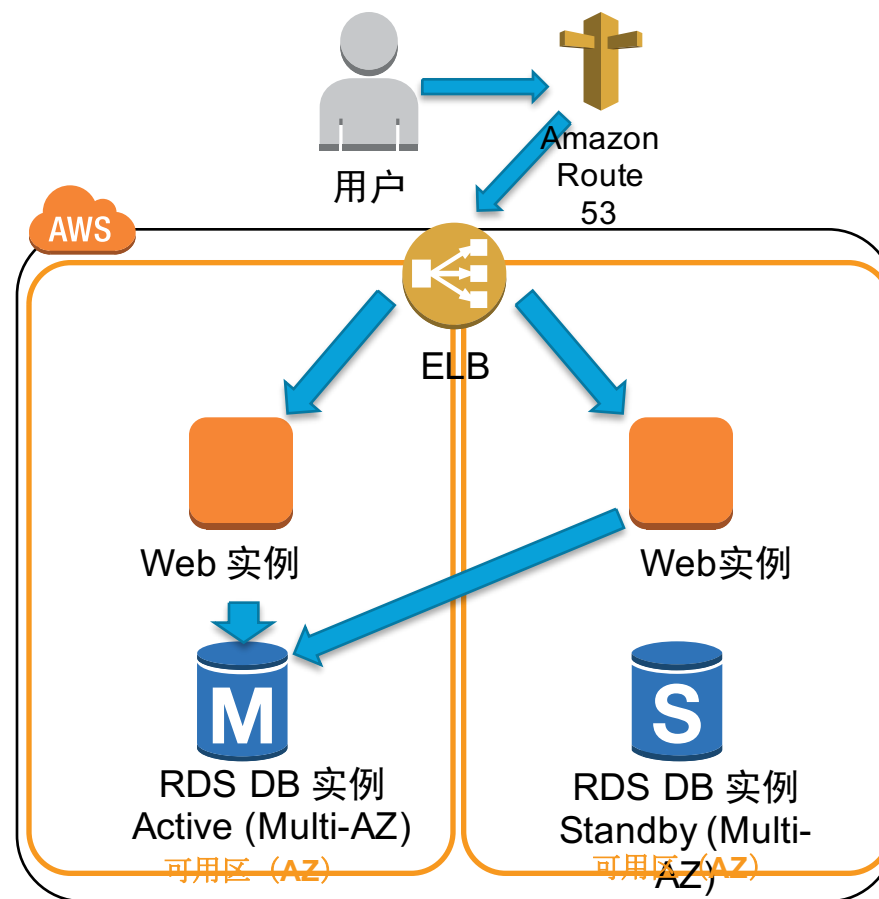 用户
Amazon
Route
53
AWS
ELB
Web 实例
Web实例
M
S
RDS DB 实例
Active (Multi-AZ)
RDS DB 实例
Standby (Multi-
AZ)
可用区（AZ）
可用区（AZ）